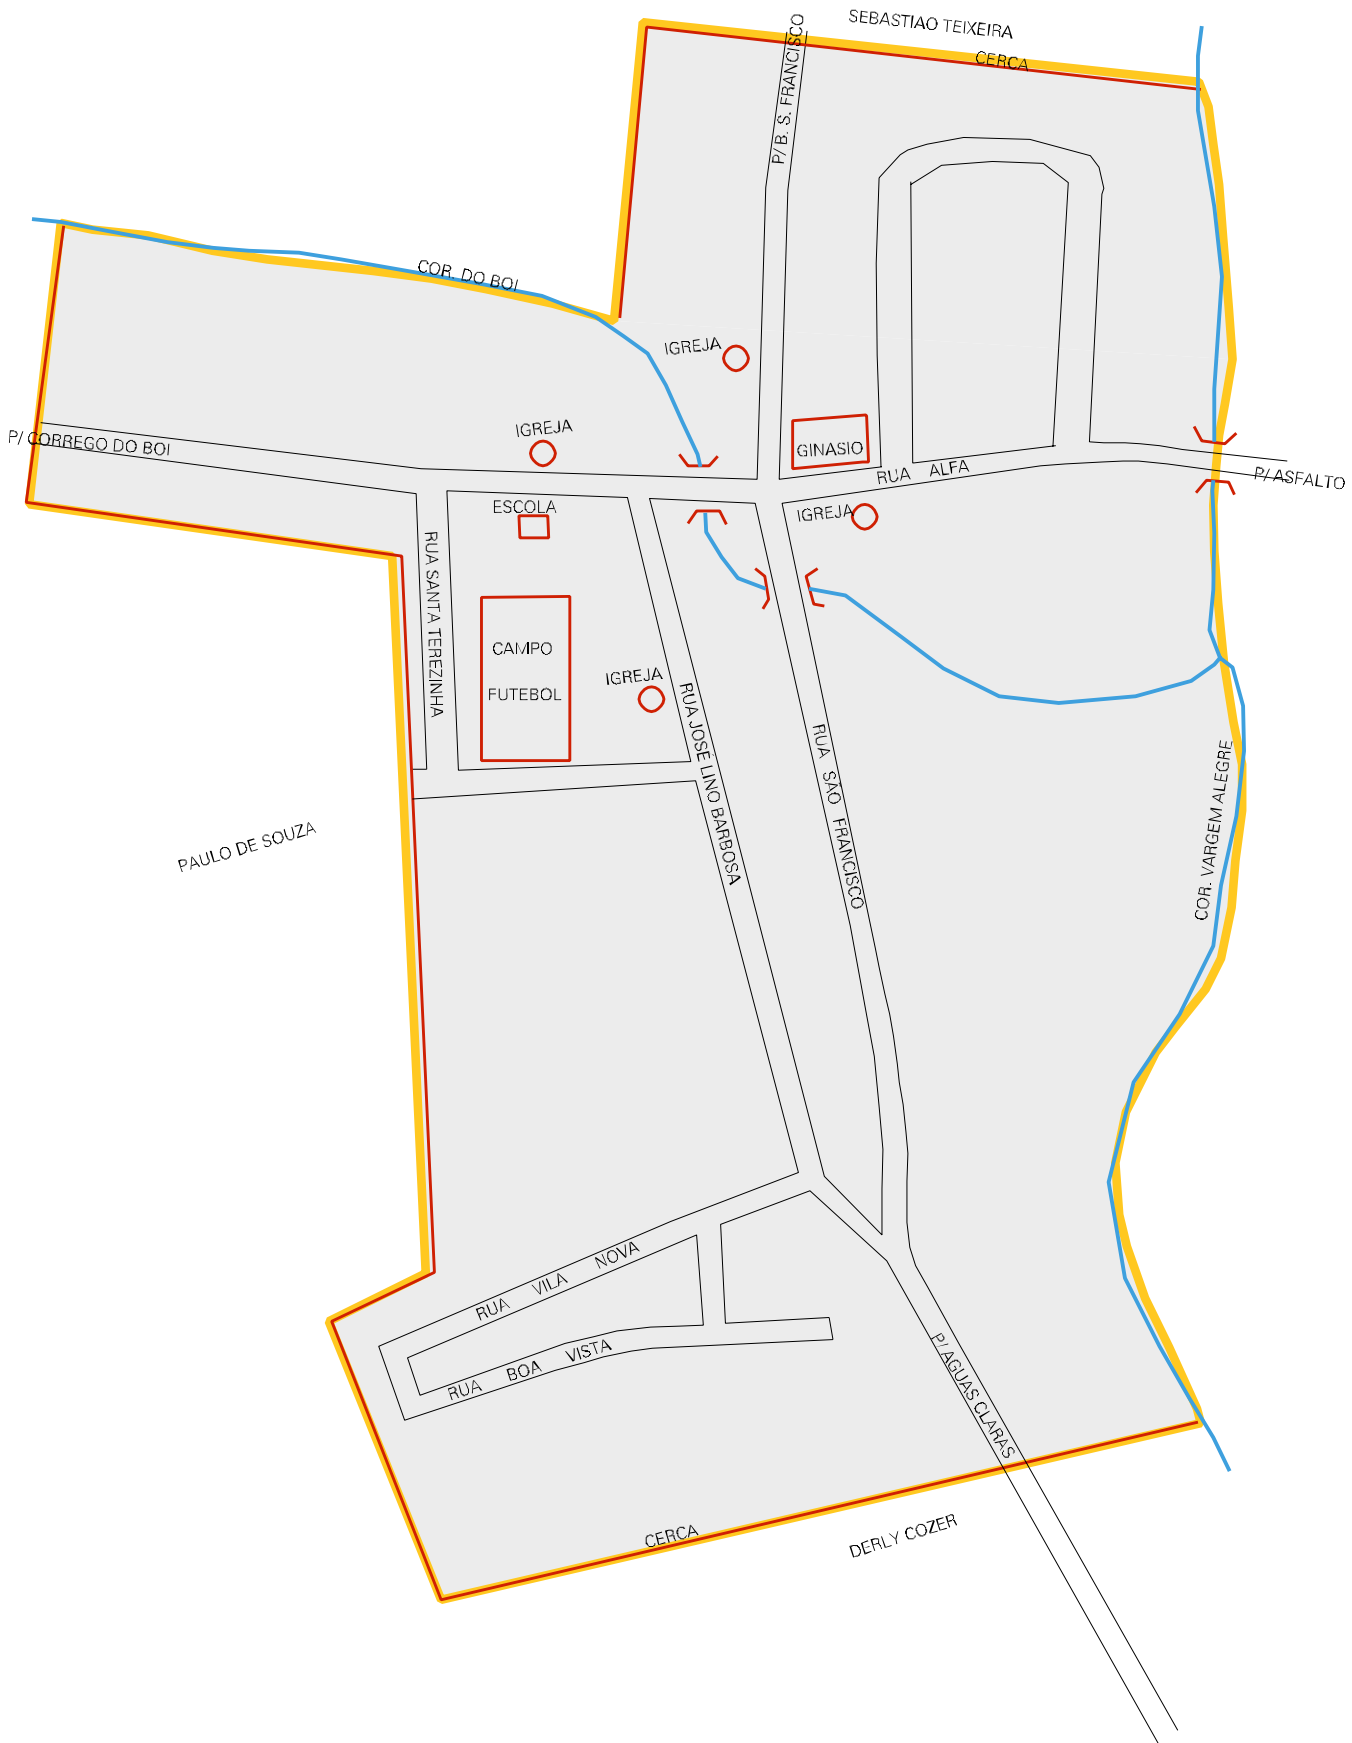 SEBASTIAO TEIXEIRA
CERCA
P/ B. S. FRANCISCO
COR. DO BOI
IGREJA
IGREJA
P/ CORREGO DO BOI
GINASIO
RUA ALFA
P/ ASFALTO
ESCOLA
IGREJA
RUA SANTA TEREZINHA
CAMPO
FUTEBOL
IGREJA
RUA JOSÉ LINO BARBOSA
RUA SÃO FRANCISCO
COR. VARGEM ALEGRE
PAULO DE SOUZA
RUA VILA NOVA
RUA BOA VISTA
P/ AGUAS CLARAS
CERCA
DERLY COZER